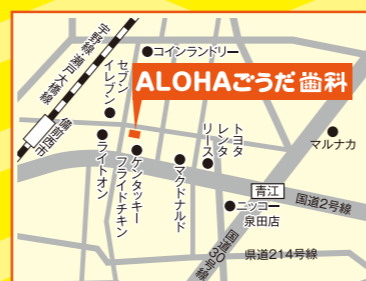 宇野線・瀬戸大橋線
備前西市
セブン
イレブン
コインランドリー
ALOHAごうだ歯科
ライトオン
ケンタッキー
フライドチキン
マクドナルド
トヨタ
レンタ
リース
マルナカ
青江
ニッコー
泉田店
国道2号線
国道30号線
県道214号線